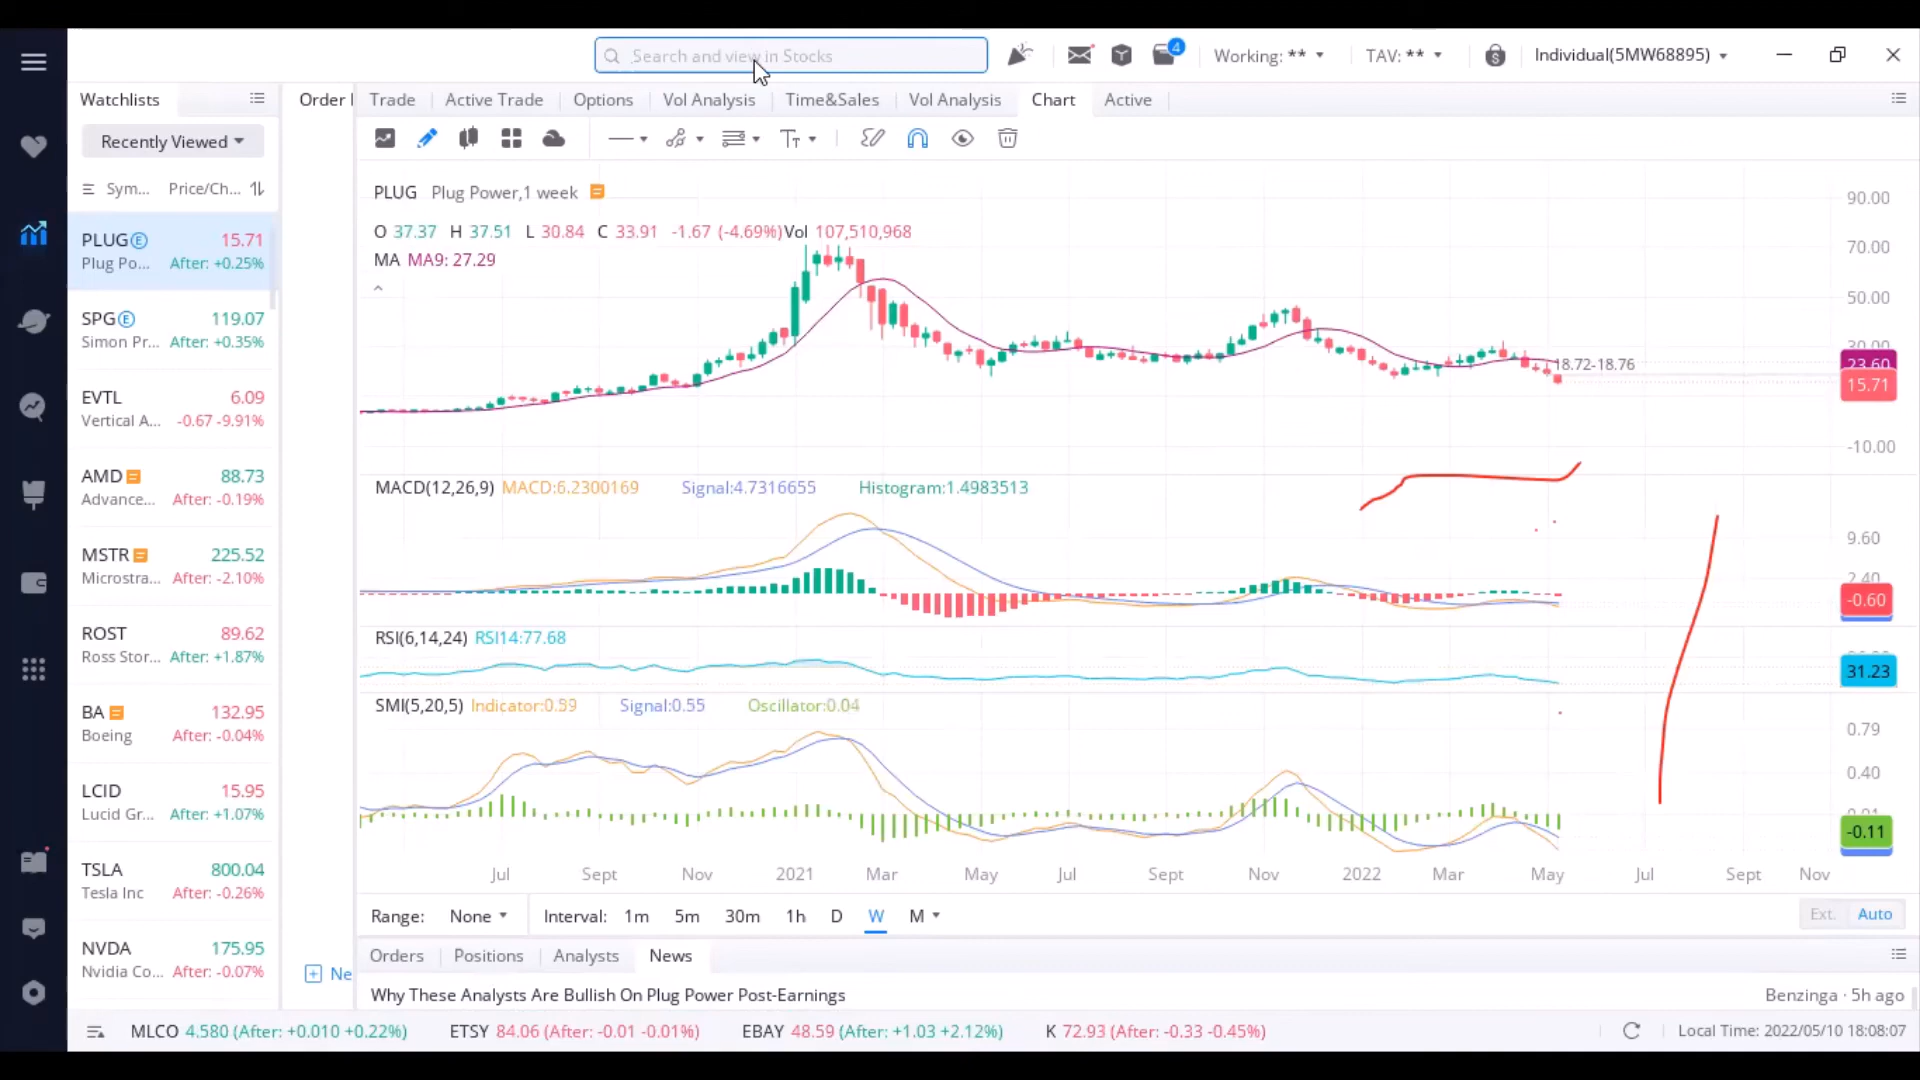 Search and view in Stocks
4
Working: **
TAV: **
Individual(5MW68895)
Watchlists
Order
Trade
Active Trade
Options
Vol Analysis
Time&Sales
Vol Analysis
Chart
Active
Recently Viewed
Sym... Price/Ch...
PLUG E 15.71
Plug Po... After: +0.25%
SPG E 119.07
Simon Pr... After: +0.35%
EVTL 6.09
Vertical A... -0.67 -9.91%
AMD 88.73
Advance... After: -0.19%
MSTR 225.52
Microstra... After: -2.10%
ROST 89.62
Ross Stor... After: +1.87%
BA 132.95
Boeing After: -0.04%
LCID 15.95
Lucid Gr... After: +1.07%
TSLA 800.04
Tesla Inc After: -0.26%
NVDA 175.95
Nvidia Co... After: -0.07%
Ne
PLUG Plug Power,1 week
O 37.37 H 37.51 L 30.84 C 33.91 -1.67 (-4.69%)Vol 107,510,968
MA MA9: 27.29
90.00
70.00
50.00
30.00
23.60
15.71
-10.00
18.72-18.76
MACD(12,26,9) MACD:6.2300169 Signal:4.7316655 Histogram:1.4983513
9.60
2.40
-0.60
RSI(6,14,24) RSI14:77.68
31.23
SMI(5,20,5) Indicator:0.59 Signal:0.55 Oscillator:0.04
0.79
0.40
-0.11
Jul Sept Nov 2021 Mar May Jul Sept Nov 2022 Mar May Jul Sept Nov
Range: None Interval: 1m 5m 30m 1h D W M
Ext. Auto
Orders Positions Analysts News
Why These Analysts Are Bullish On Plug Power Post-Earnings Benzinga · 5h ago
MLCO 4.580 (After: +0.010 +0.22%) ETSY 84.06 (After: -0.01 -0.01%) EBAY 48.59 (After: +1.03 +2.12%) K 72.93 (After: -0.33 -0.45%) Local Time: 2022/05/10 18:08:07